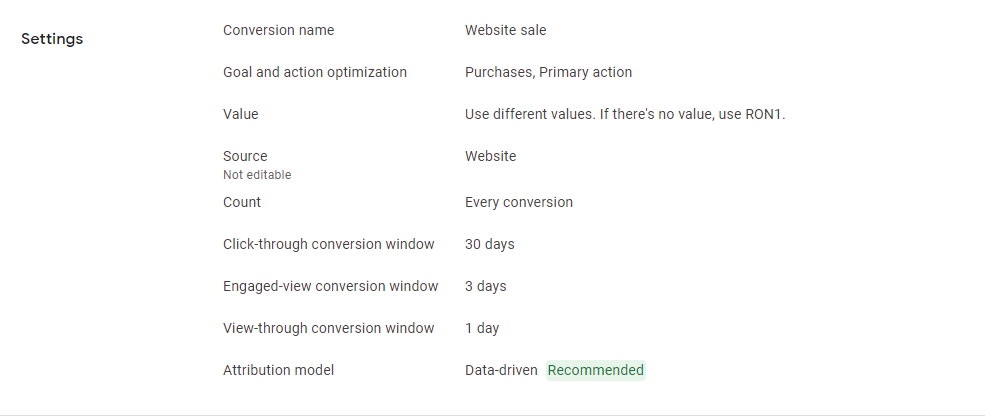 Settings
Conversion name Website sale
Goal and action optimization Purchases, Primary action
Value Use different values. If there's no value, use RON1.
Source Website
Not editable
Count Every conversion
Click-through conversion window 30 days
Engaged-view conversion window 3 days
View-through conversion window 1 day
Attribution model Data-driven Recommended